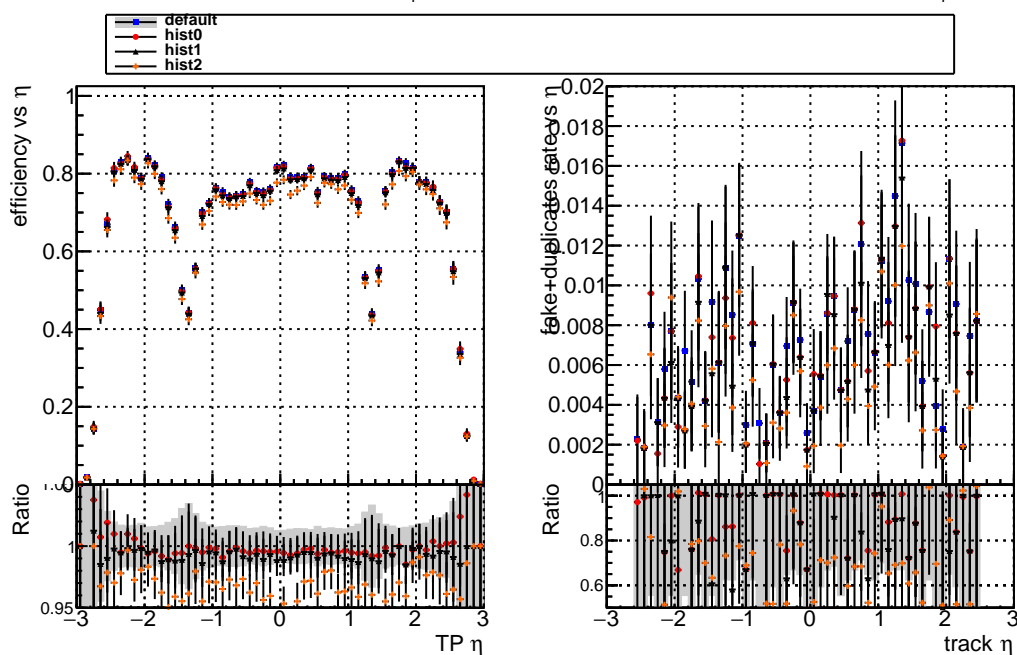 default
hist0
hist1
hist2
efficiency vs η
1
0.8
0.6
0.4
0.2
0
Ratio
1
0.95
−3 −2 −1 0 1 2 3
TP η
fake+duplicates rate vs η
0.02
0.018
0.016
0.014
0.012
0.01
0.008
0.006
0.004
0.002
0
Ratio
1
0.8
0.6
−3 −2 −1 0 1 2 3
track η